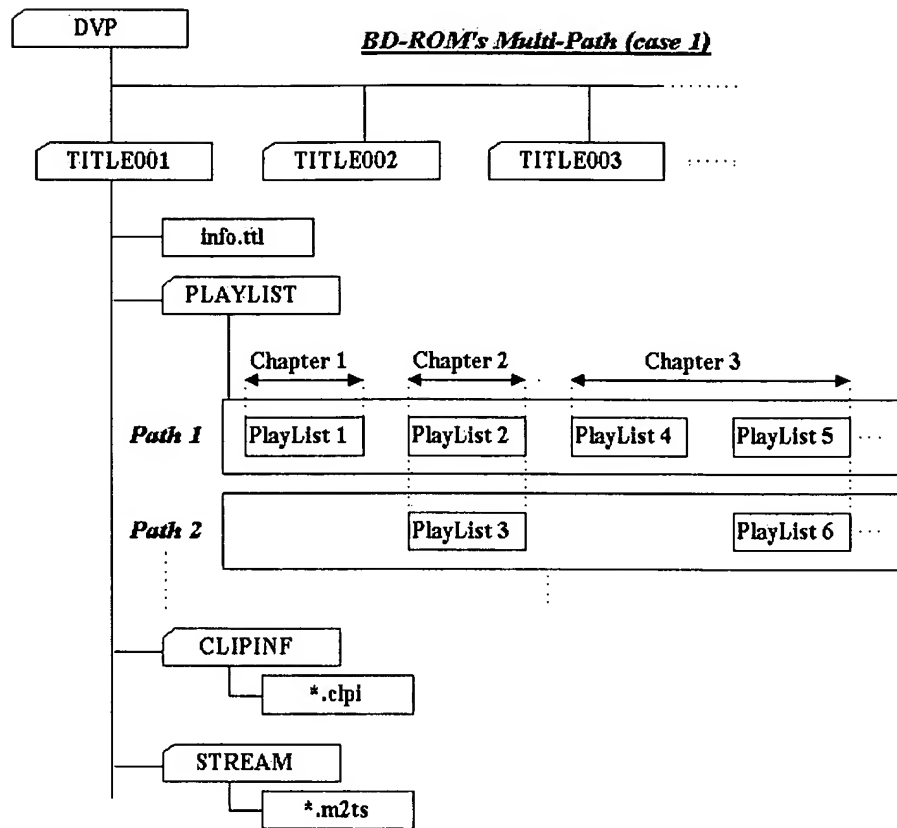 DVP
BD-ROM's Multi-Path (case 1)
TITLE001
TITLE002
TITLE003
info.ttl
PLAYLIST
Chapter 1
Chapter 2
Chapter 3
Path 1
PlayList 1
PlayList 2
PlayList 4
PlayList 5
Path 2
PlayList 3
PlayList 6
CLIPINF
*.clpi
STREAM
*.m2ts